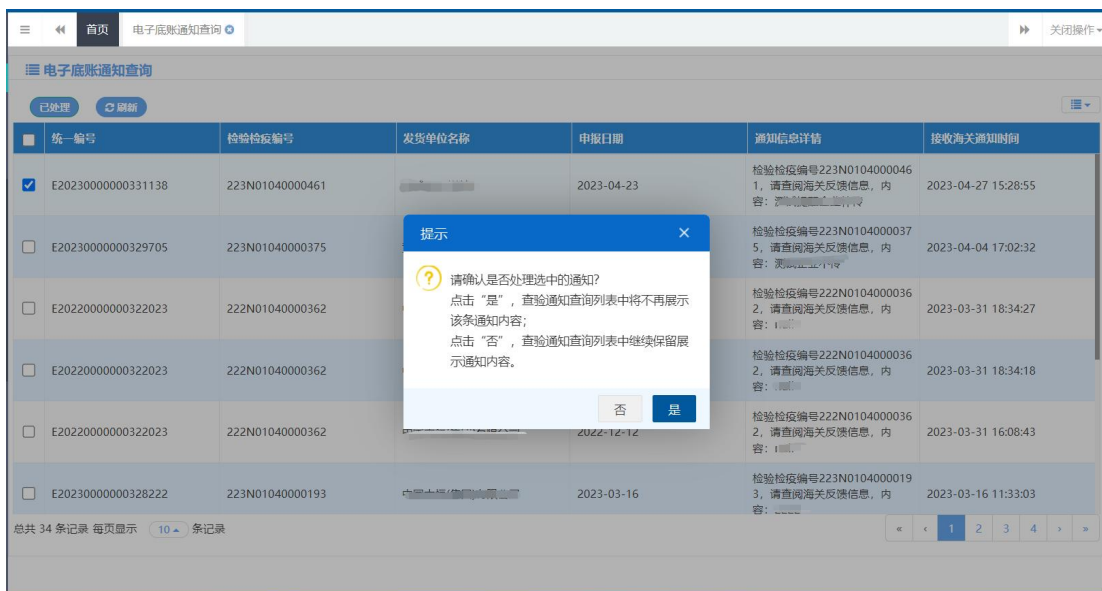 首页 电子底账通知查询 关闭操作
电子底账通知查询
已处理 刷新
统一编号 检验检疫编号 发货单位名称 申报日期 通知信息详情 接收海关通知时间
E20230000000331138 223N01040000461 2023-04-23 检验检疫编号223N0104000046
1，请查阅海关反馈信息，内
容： 2023-04-27 15:28:55
E20230000000329705 223N01040000375 检验检疫编号223N0104000037
5，请查阅海关反馈信息，内
容： 2023-04-04 17:02:32
E20220000000322023 222N01040000362 检验检疫编号222N0104000036
2，请查阅海关反馈信息，内
容： 2023-03-31 18:34:27
E20220000000322023 222N01040000362 检验检疫编号222N0104000036
2，请查阅海关反馈信息，内
容： 2023-03-31 18:34:18
E20220000000322023 222N01040000362 2022-12-12 检验检疫编号222N0104000036
2，请查阅海关反馈信息，内
容： 2023-03-31 16:08:43
E20230000000328222 223N01040000193 2023-03-16 检验检疫编号223N0104000019
3，请查阅海关反馈信息，内
容： 2023-03-16 11:33:03
提示
请确认是否处理选中的通知?
点击“是”，查验通知查询列表中将不再展示
该条通知内容；
点击“否”，查验通知查询列表中继续保留展
示通知内容。
否 是
总共 34 条记录 每页显示 10 条记录 « ‹ 1 2 3 4 › »